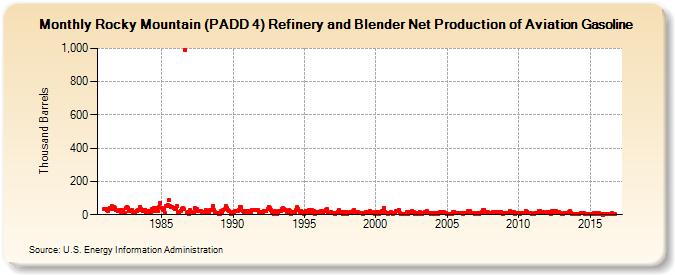 Monthly Rocky Mountain (PADD 4) Refinery and Blender Net Production of Aviation Gasoline
Thousand Barrels
1,000
800
600
400
200
0
1985 1990 1995 2000 2005 2010 2015
Source: U.S. Energy Information Administration